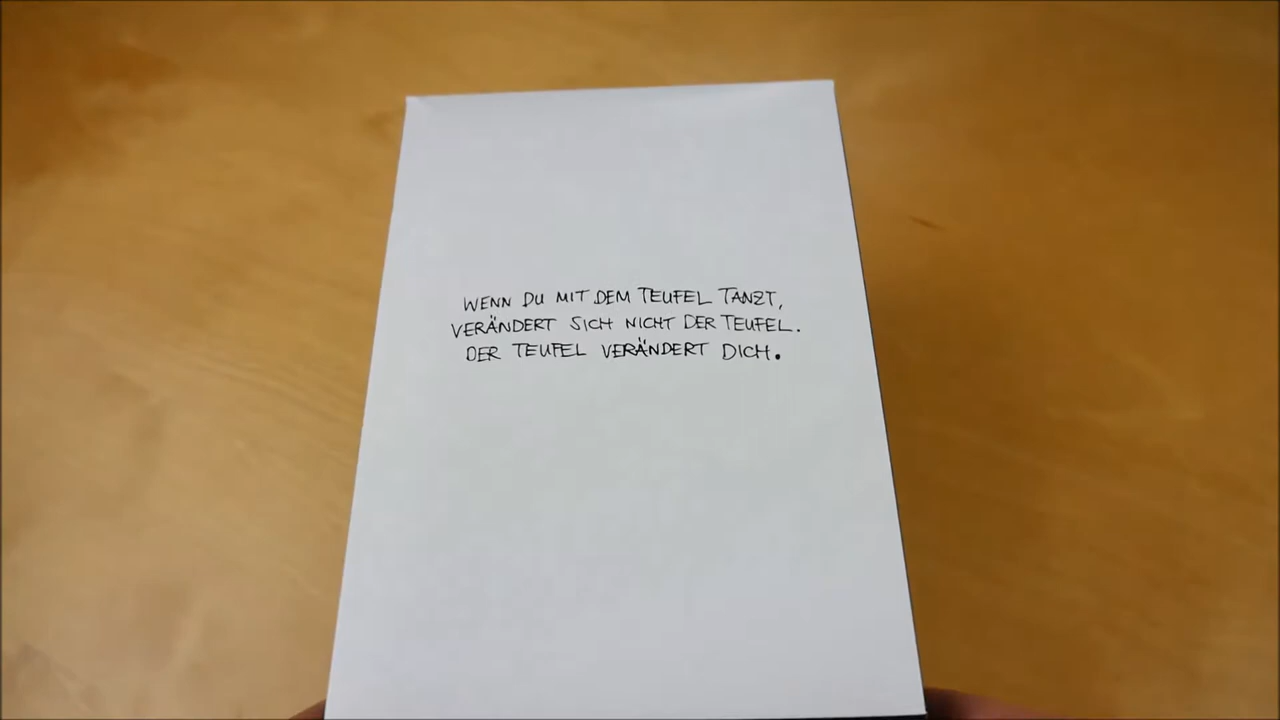 WENN DU MIT DEM TEUFEL TANZT,
VERÄNDERT SICH NICHT DER TEUFEL.
DER TEUFEL VERÄNDERT DICH.